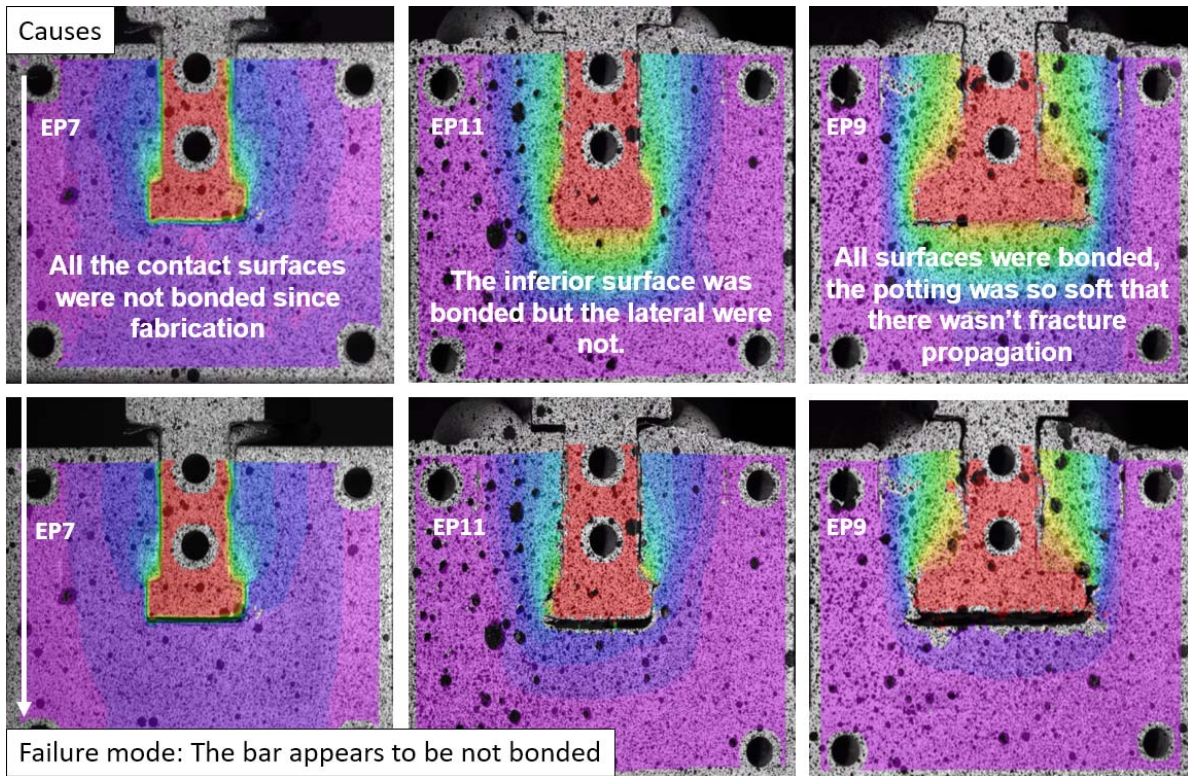 Causes
EP7
All the contact surfaces
were not bonded since
fabrication
EP11
The inferior surface was
bonded but the lateral were
not.
EP9
All surfaces were bonded,
the potting was so soft that
there wasn't fracture
propagation
EP7
EP11
EP9
Failure mode: The bar appears to be not bonded